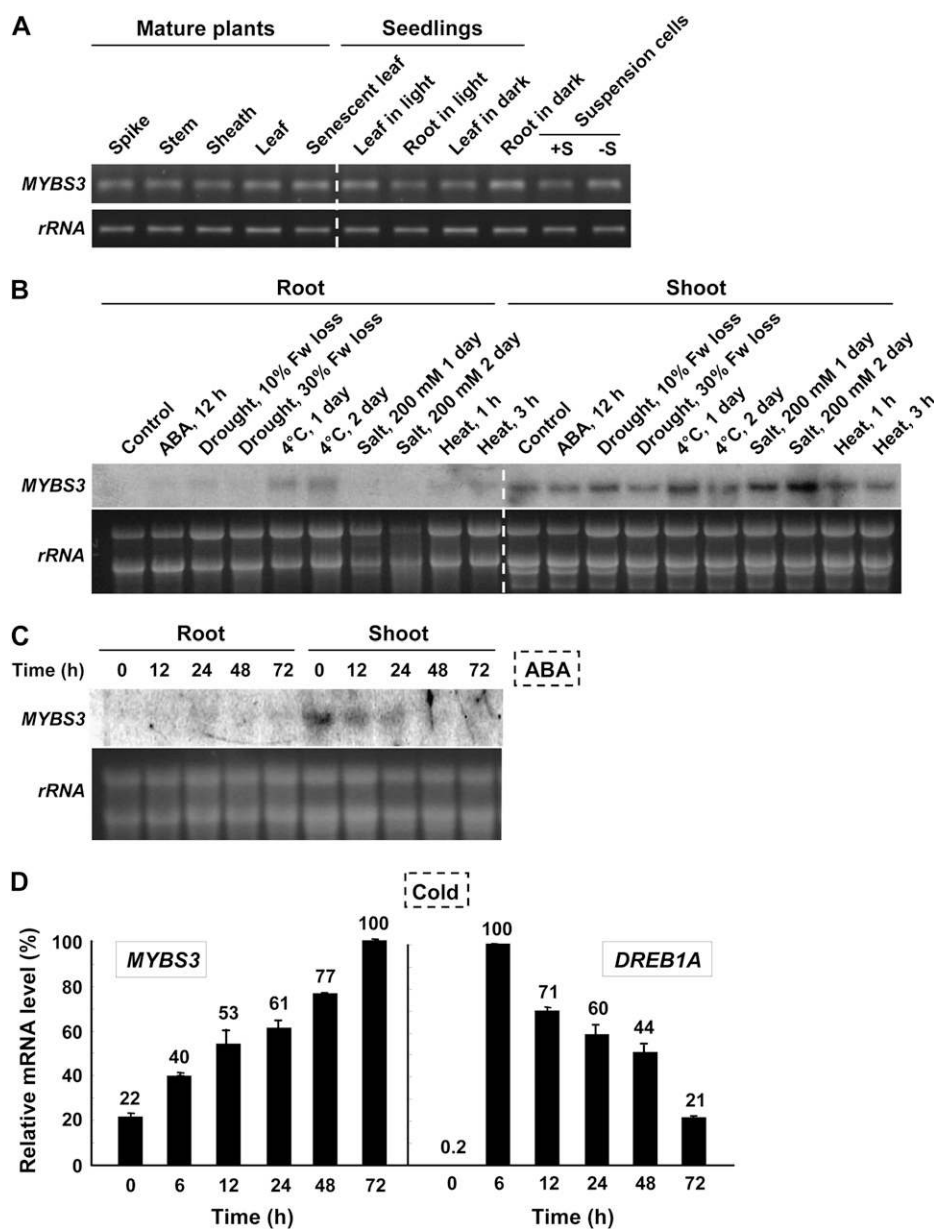 A
Mature plants Seedlings
Spike Stem Sheath Leaf Senescent leaf Leaf in light Root in light Leaf in dark Root in dark Suspension cells
+S -S
MYBS3
rRNA
B
Root Shoot
Control ABA, 12 h Drought, 10% Fw loss Drought, 30% Fw loss 4°C, 1 day 4°C, 2 day Salt, 200 mM 1 day Salt, 200 mM 2 day Heat, 1 h Heat, 3 h Control ABA, 12 h Drought, 10% Fw loss Drought, 30% Fw loss 4°C, 1 day 4°C, 2 day Salt, 200 mM 1 day Salt, 200 mM 2 day Heat, 1 h Heat, 3 h
MYBS3
rRNA
C
Root Shoot
Time (h) 0 12 24 48 72 0 12 24 48 72 ABA
MYBS3
rRNA
D
Cold
Relative mRNA level (%)
100
80
60
40
20
0
MYBS3
22 40 53 61 77 100
0 6 12 24 48 72
Time (h)
DREB1A
0.2 100 71 60 44 21
0 6 12 24 48 72
Time (h)